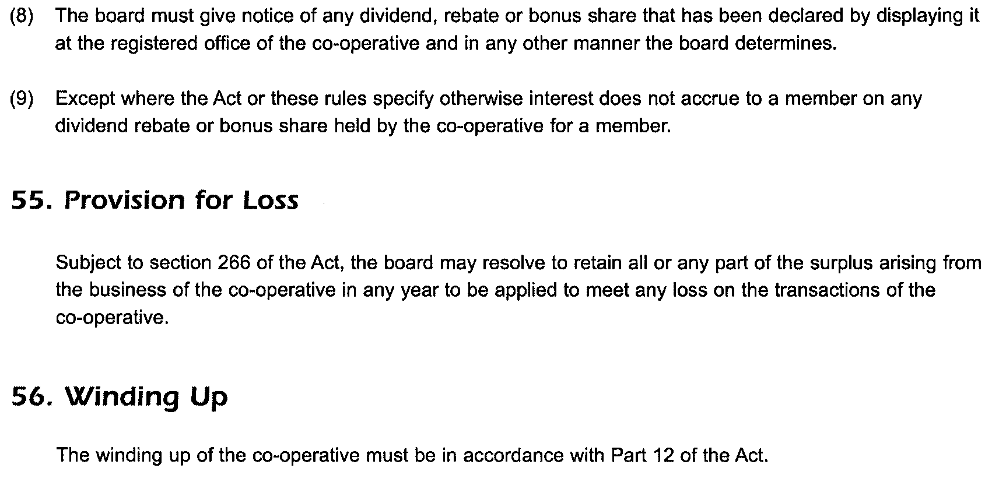 (8) The board must give notice of any dividend, rebate or bonus share that has been declared by displaying it
at the registered office of the co-operative and in any other manner the board determines.
(9) Except where the Act or these rules specify otherwise interest does not accrue to a member on any
dividend rebate or bonus share held by the co-operative for a member.
55. Provision for Loss
Subject to section 266 of the Act, the board may resolve to retain all or any part of the surplus arising from
the business of the co-operative in any year to be applied to meet any loss on the transactions of the
co-operative.
56. Winding Up
The winding up of the co-operative must be in accordance with Part 12 of the Act.